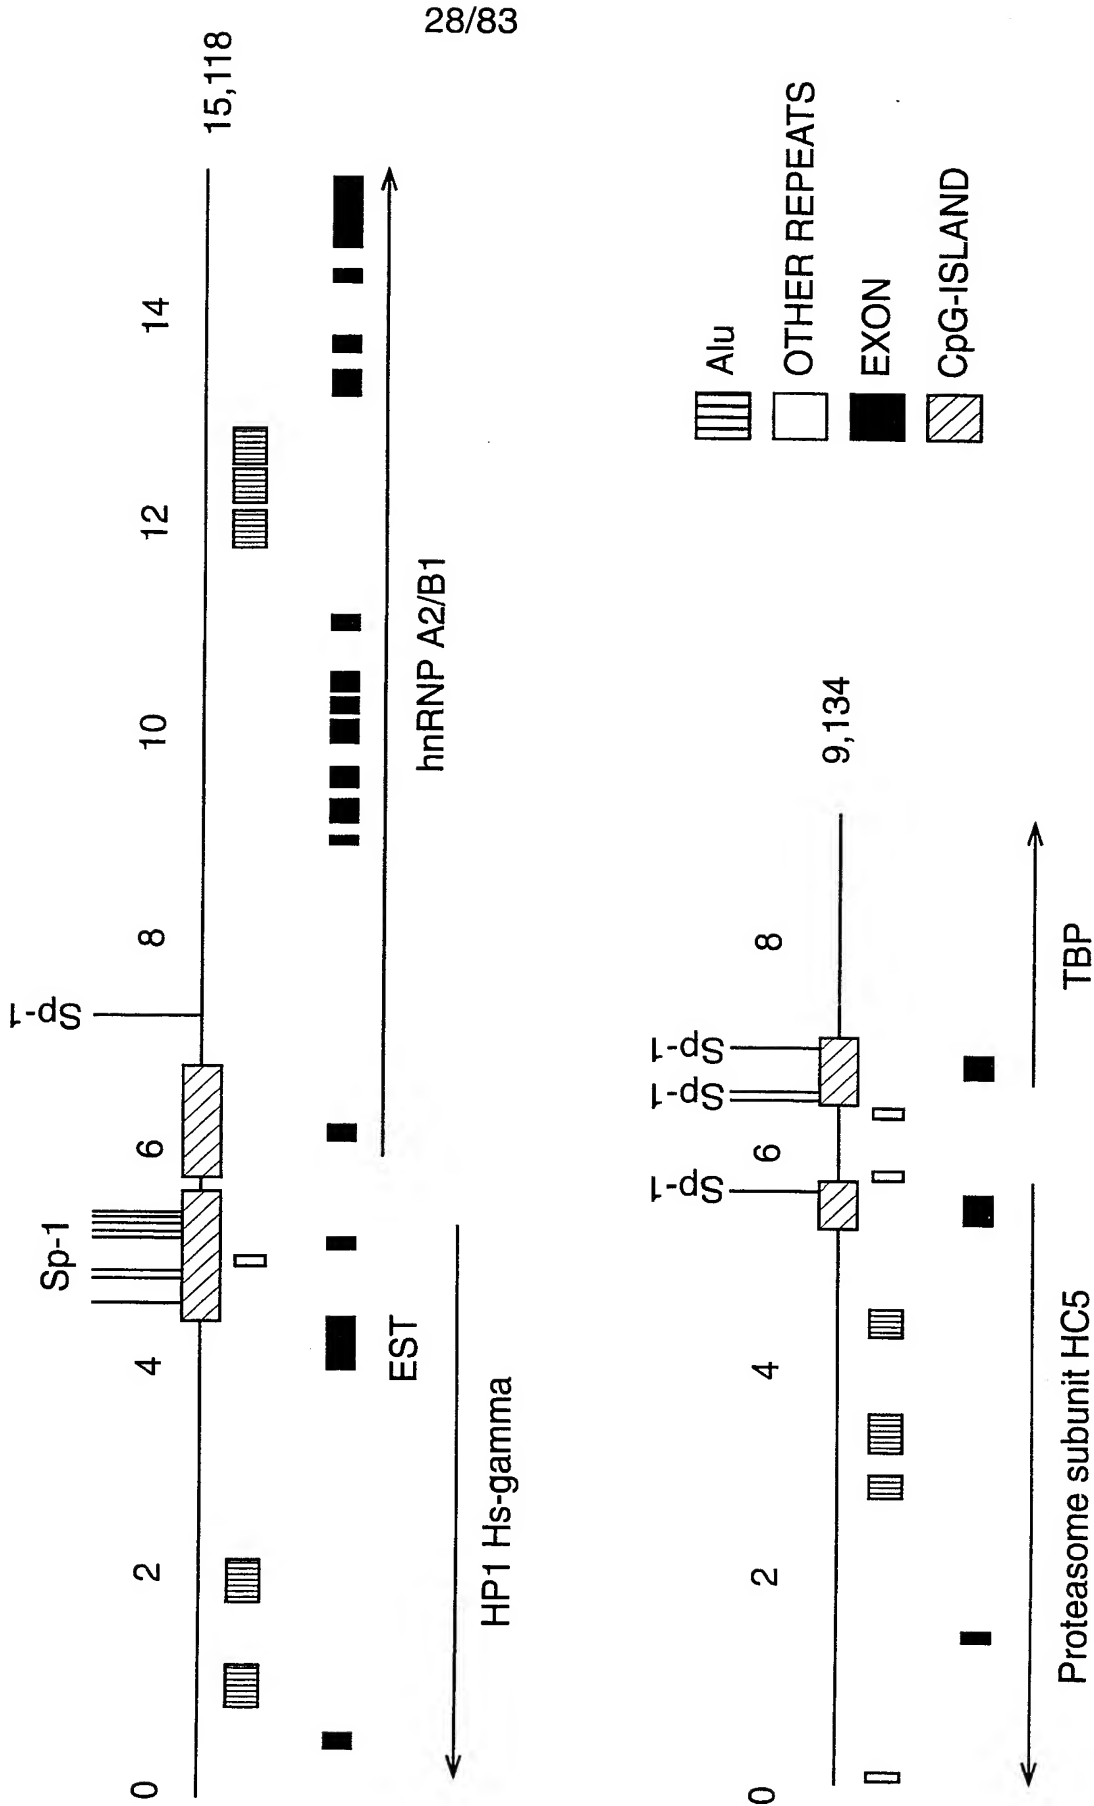 28/83
Sp-1
Sp-1
0 2 4 6 8 10 12 14
15,118
EST
HP1 Hs-gamma
hnRNP A2/B1
Sp-1
Sp-1
Sp-1
0 2 4 6 8
9,134
Proteasome subunit HC5
TBP
Alu
OTHER REPEATS
EXON
CpG-ISLAND